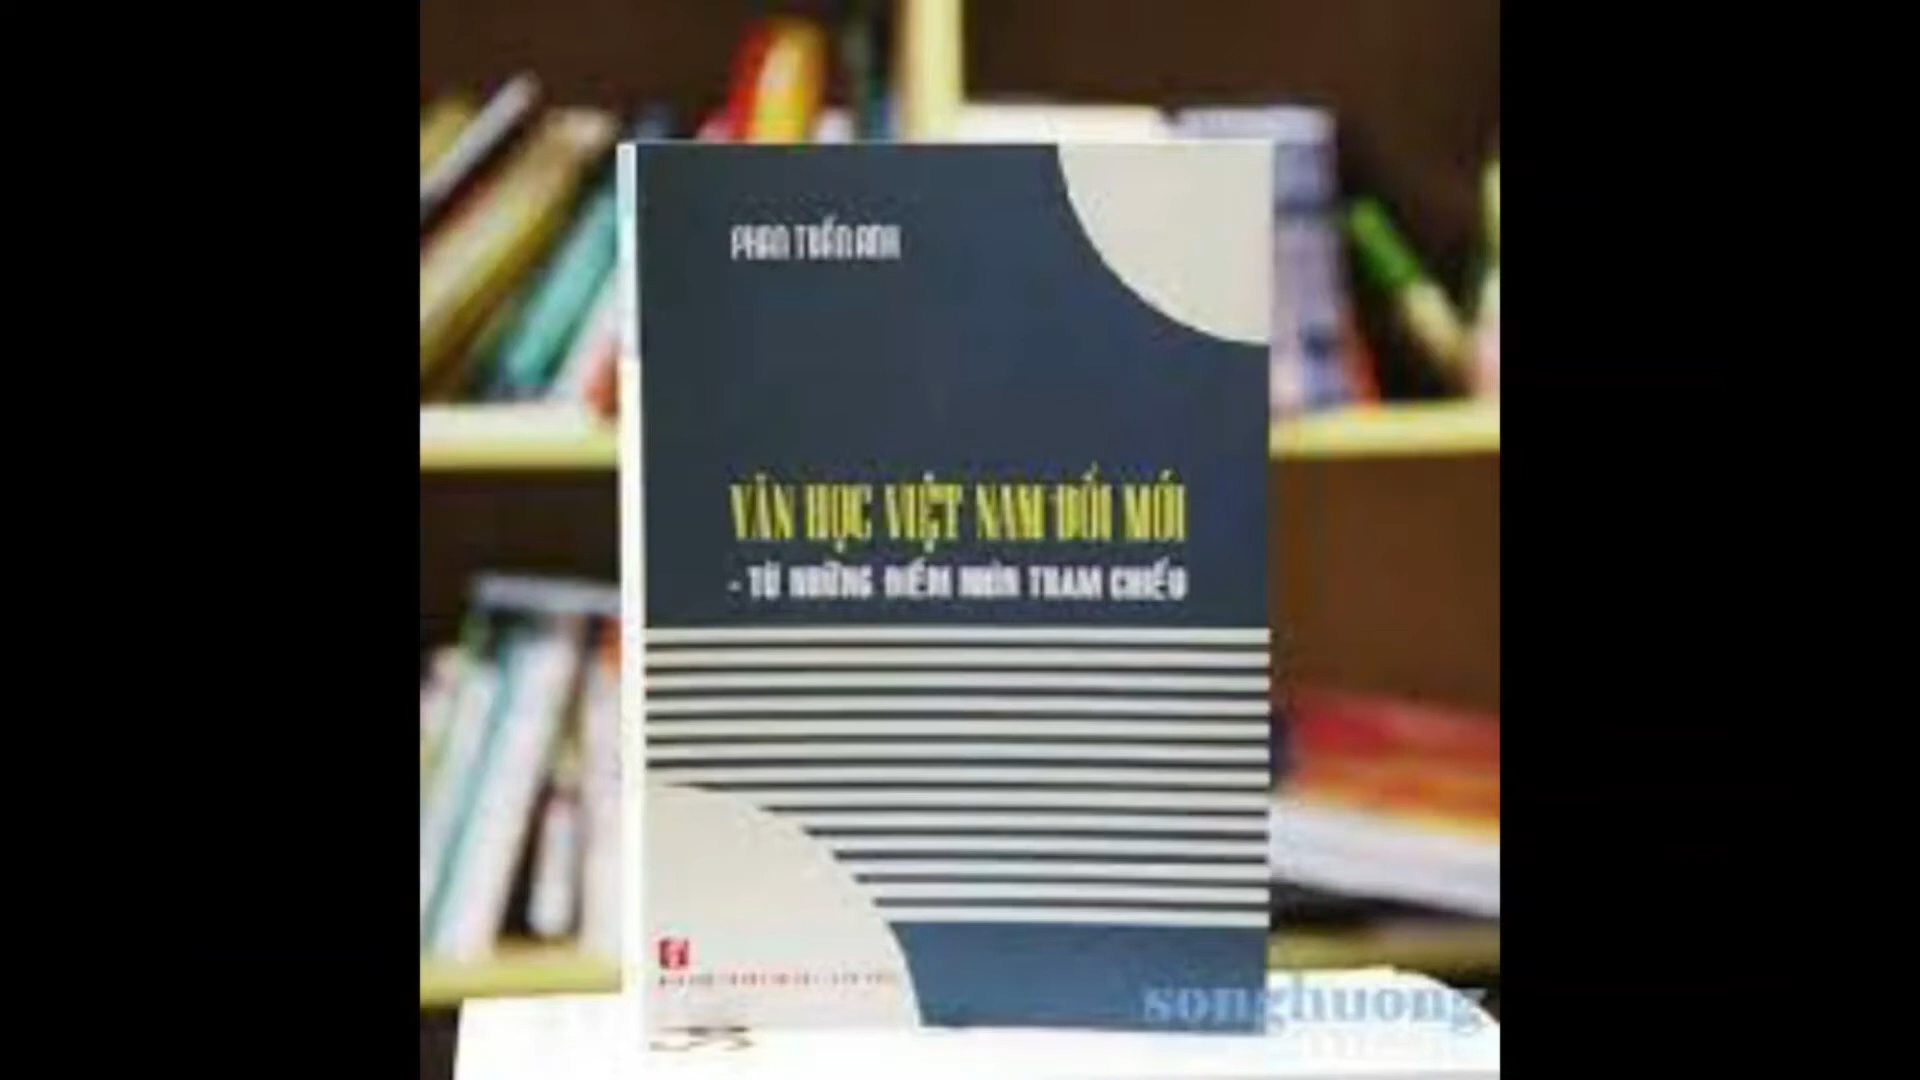 PHAN TUẤN ANH
VĂN HỌC VIỆT NAM ĐỔI MỚI
- TỪ NHỮNG ĐIỂM NHÌN THAM CHIẾU
songhuong